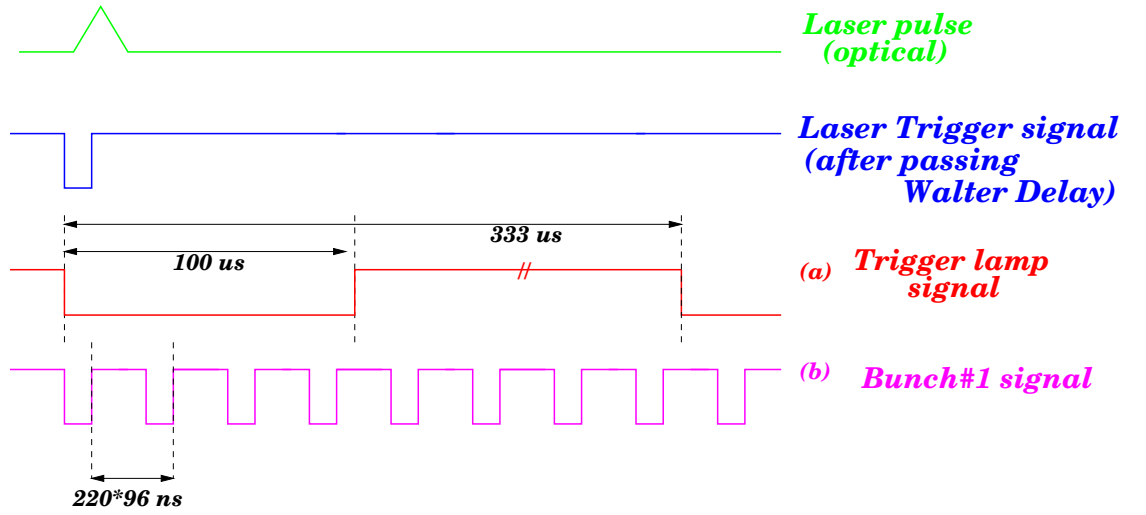 Laser pulse
(optical)
Laser Trigger signal
(after passing
Walter Delay)
333 us
100 us
(a) Trigger lamp
signal
(b) Bunch#1 signal
220*96 ns